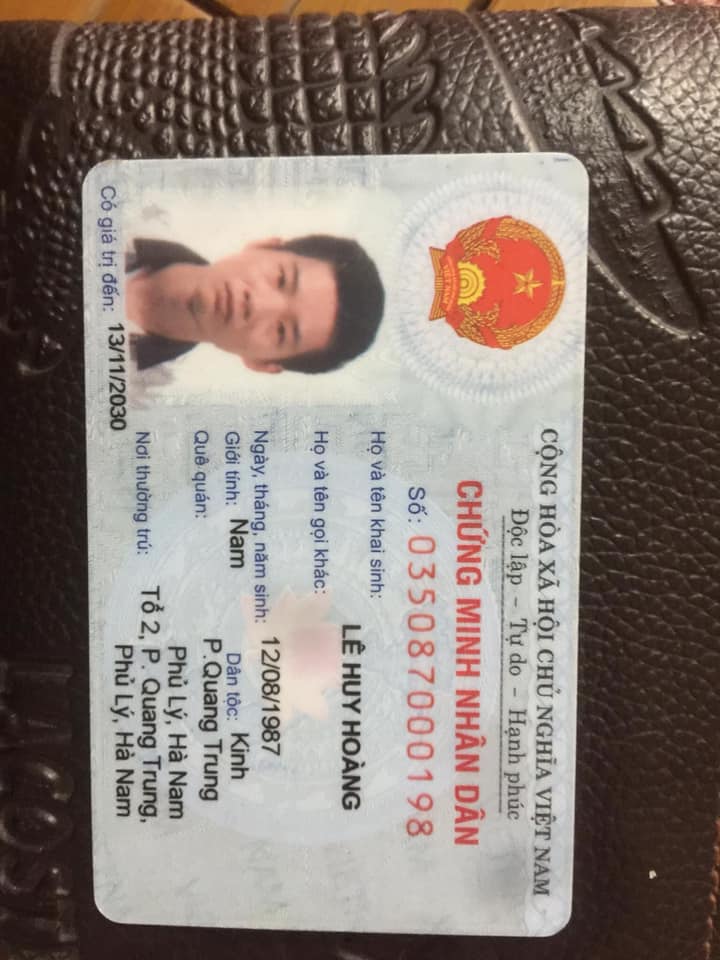 CỘNG HÒA XÃ HỘI CHỦ NGHĨA VIỆT NAM
Độc lập - Tự do - Hạnh phúc
CHỨNG MINH NHÂN DÂN
Số: 035087000198
Họ và tên khai sinh: LÊ HUY HOÀNG
Họ và tên gọi khác:
Ngày, tháng, năm sinh: 12/08/1987
Giới tính: Nam Dân tộc: Kinh
Quê quán: P.Quang Trung
Phủ Lý, Hà Nam
Nơi thường trú: Tổ 2, P. Quang Trung,
Phủ Lý, Hà Nam
Có giá trị đến: 13/11/2030
VIỆT NAM